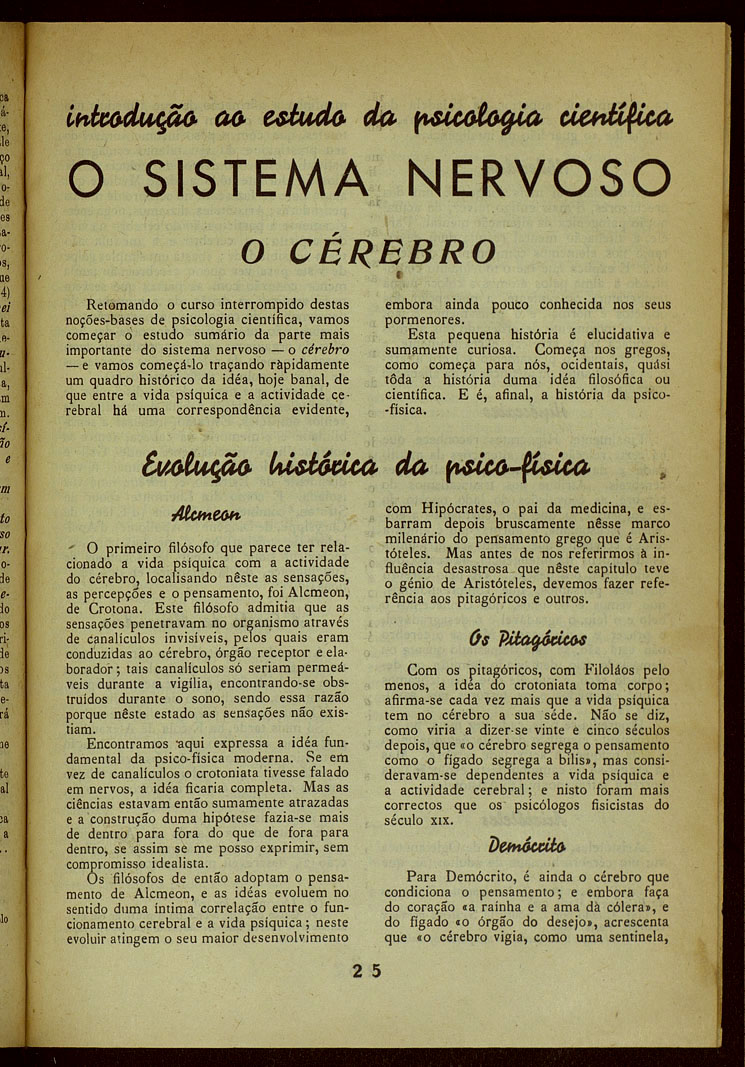 introdução ao estudo da psicologia científica
O SISTEMA NERVOSO
O CÉREBRO
Retomando o curso interrompido destas
noções-bases de psicologia científica, vamos
começar o estudo sumário da parte mais
importante do sistema nervoso — o cérebro
— e vamos começá-lo traçando ràpidamente
um quadro histórico da idéa, hoje banal, de
que entre a vida psíquica e a actividade ce-
rebral há uma correspondência evidente,
embora ainda pouco conhecida nos seus
pormenores.
Esta pequena história é elucidativa e
sumamente curiosa. Começa nos gregos,
como começa para nós, ocidentais, quási
tôda a história duma idéa filosófica ou
científica. E é, afinal, a história da psico-
-física.
Evolução histórica da psico-física
Alcmeon
O primeiro filósofo que parece ter rela-
cionado a vida psíquica com a actividade
do cérebro, localisando nêste as sensações,
as percepções e o pensamento, foi Alcmeon,
de Crotona. Este filósofo admitia que as
sensações penetravam no organismo através
de canalículos invisíveis, pelos quais eram
conduzidas ao cérebro, órgão receptor e ela-
borador; tais canalículos só seriam permeá-
veis durante a vigília, encontrando-se obs-
truídos durante o sono, sendo essa razão
porque nêste estado as sensações não exis-
tiam.
Encontramos aqui expressa a idéa fun-
damental da psico-física moderna. Se em
vez de canalículos o crotoniata tivesse falado
em nervos, a idéa ficaria completa. Mas as
ciências estavam então sumamente atrazadas
e a construção duma hipótese fazia-se mais
de dentro para fora do que de fora para
dentro, se assim se me posso exprimir, sem
compromisso idealista.
Os filósofos de então adoptam o pensa-
mento de Alcmeon, e as idéas evoluem no
sentido duma íntima correlação entre o fun-
cionamento cerebral e a vida psíquica; neste
evoluir atingem o seu maior desenvolvimento
com Hipócrates, o pai da medicina, e es-
barram depois bruscamente nêsse marco
milenário do pensamento grego que é Aris-
tóteles. Mas antes de nos referirmos à in-
fluência desastrosa que nêste capítulo teve
o génio de Aristóteles, devemos fazer refe-
rência aos pitagóricos e outros.
Os Pitagóricos
Com os pitagóricos, com Filoláos pelo
menos, a idéa do crotoniata toma corpo;
afirma-se cada vez mais que a vida psíquica
tem no cérebro a sua séde. Não se diz,
como viria a dizer-se vinte e cinco séculos
depois, que «o cérebro segrega o pensamento
como o fígado segrega a bilis», mas consi-
deravam-se dependentes a vida psíquica e
a actividade cerebral; e nisto foram mais
correctos que os psicólogos fisicistas do
século XIX.
Demócrito
Para Demócrito, é ainda o cérebro que
condiciona o pensamento; e embora faça
do coração «a raínha e a ama dà cólera», e
do fígado «o órgão do desejo», acrescenta
que «o cérebro vigia, como uma sentinela,
2 5